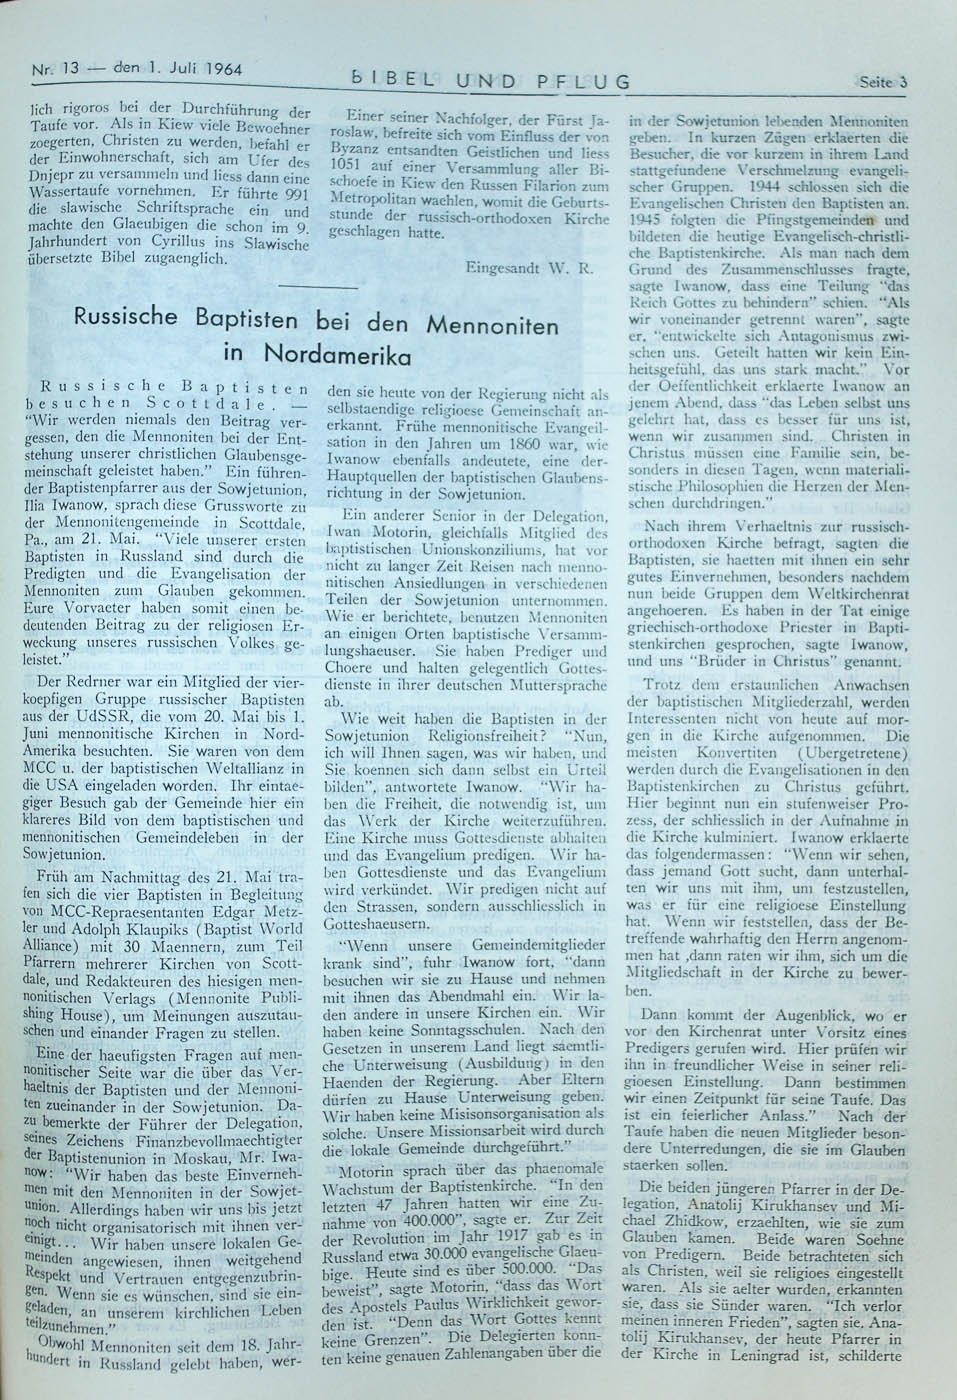 Nr. 13 — den 1. Juli 1964
BIBEL UND PFLUG
Seite 3
lich rigoros bei der Durchführung der
Taufe vor. Als in Kiew viele Bewoehner
zoegerten, Christen zu werden, befahl er
der Einwohnerschaft, sich am Ufer des
Dnjepr zu versammeln und liess dann eine
Wassertaufe vornehmen. Er führte 991
die slawische Schriftsprache ein und
machte den Glaeubigen die schon im 9.
Jahrhundert von Cyrillus ins Slawische
übersetzte Bibel zugaenglich.
Einer seiner Nachfolger, der Fürst Ja-
roslaw, befreite sich vom Einfluss der von
Byzanz entsandten Geistlichen und liess
1051 auf einer Versammlung aller Bi-
schoefe in Kiew den Russen Filarion zum
Metropolitan waehlen, womit die Geburts-
stunde der russisch-orthodoxen Kirche
geschlagen hatte.
Eingesandt W. R.
Russische Baptisten bei den Mennoniten
in Nordamerika
Russische Baptisten
besuchen Scottdale. —
"Wir werden niemals den Beitrag ver-
gessen, den die Mennoniten bei der Ent-
stehung unserer christlichen Glaubensge-
meinschaft geleistet haben." Ein führen-
der Baptistenpfarrer aus der Sowjetunion,
Ilia Iwanow, sprach diese Grussworte zu
der Mennonitengemeinde in Scottdale,
Pa., am 21. Mai. "Viele unserer ersten
Baptisten in Russland sind durch die
Predigten und die Evangelisation der
Mennoniten zum Glauben gekommen.
Eure Vorvaeter haben somit einen be-
deutenden Beitrag zu der religiosen Er-
weckung unseres russischen Volkes ge-
leistet."
Der Redrner war ein Mitglied der vier-
koepfigen Gruppe russischer Baptisten
aus der UdSSR, die vom 20. Mai bis 1.
Juni mennonitische Kirchen in Nord-
Amerika besuchten. Sie waren von dem
MCC u. der baptistischen Weltallianz in
die USA eingeladen worden. Ihr eintae-
giger Besuch gab der Gemeinde hier ein
klareres Bild von dem baptistischen und
mennonitischen Gemeindeleben in der
Sowjetunion.
Früh am Nachmittag des 21. Mai tra-
fen sich die vier Baptisten in Begleitung
von MCC-Repraesentanten Edgar Metz-
ler und Adolph Klaupiks (Baptist World
Alliance) mit 30 Maennern, zum Teil
Pfarrern mehrerer Kirchen von Scott-
dale, und Redakteuren des hiesigen men-
nonitischen Verlags (Mennonite Publi-
shing House), um Meinungen auszutau-
schen und einander Fragen zu stellen.
Eine der haeufigsten Fragen auf men-
nonitischer Seite war die über das Ver-
haeltnis der Baptisten und der Mennoni-
ten zueinander in der Sowjetunion. Da-
zu bemerkte der Führer der Delegation,
seines Zeichens Finanzbevollmaechtigter
der Baptistenunion in Moskau, Mr. Iwa-
now: "Wir haben das beste Einverneh-
men mit den Mennoniten in der Sowjet-
union. Allerdings haben wir uns bis jetzt
noch nicht organisatorisch mit ihnen ver-
einigt... Wir haben unsere lokalen Ge-
meinden angewiesen, ihnen weitgehend
Respekt und Vertrauen entgegenzubrin-
gen. Wenn sie es wünschen, sind sie ein-
geladen, an unserem kirchlichen Leben
teilzunehmen."
Obwohl Mennoniten seit dem 18. Jahr-
hundert in Russland gelebt haben, wer-
den sie heute von der Regierung nicht als
selbstaendige religioese Gemeinschaft an-
erkannt. Frühe mennonitische Evangeil-
sation in den Jahren um 1860 war, wie
Iwanow ebenfalls andeutete, eine der-
Hauptquellen der baptistischen Glaubens-
richtung in der Sowjetunion.
Ein anderer Senior in der Delegation,
Iwan Motorin, gleichfalls Mitglied des
baptistischen Unionskonziliums, hat vor
nicht zu langer Zeit Reisen nach menno-
nitischen Ansiedlungen in verschiedenen
Teilen der Sowjetunion unternommen.
Wie er berichtete, benutzen Mennoniten
an einigen Orten baptistische Versamm-
lungshaeuser. Sie haben Prediger und
Choere und halten gelegentlich Gottes-
dienste in ihrer deutschen Muttersprache
ab.
Wie weit haben die Baptisten in der
Sowjetunion Religionsfreiheit? "Nun,
ich will Ihnen sagen, was wir haben, und
Sie koennen sich dann selbst ein Urteil
bilden", antwortete Iwanow. "Wir ha-
ben die Freiheit, die notwendig ist, um
das Werk der Kirche weiterzuführen.
Eine Kirche muss Gottesdienste abhalten
und das Evangelium predigen. Wir ha-
ben Gottesdienste und das Evangelium
wird verkündet. Wir predigen nicht auf
den Strassen, sondern ausschliesslich in
Gotteshaeusern.
"Wenn unsere Gemeindemitglieder
krank sind", fuhr Iwanow fort, "dann
besuchen wir sie zu Hause und nehmen
mit ihnen das Abendmahl ein. Wir la-
den andere in unsere Kirchen ein. Wir
haben keine Sonntagsschulen. Nach den
Gesetzen in unserem Land liegt saemtli-
che Unterweisung (Ausbildung) in den
Haenden der Regierung. Aber Eltern
dürfen zu Hause Unterweisung geben.
Wir haben keine Misisonsorganisation als
solche. Unsere Missionsarbeit wird durch
die lokale Gemeinde durchgeführt."
Motorin sprach über das phaenomale
Wachstum der Baptistenkirche. "In den
letzten 47 Jahren hatten wir eine Zu-
nahme von 400.000", sagte er. Zur Zeit
der Revolution im Jahr 1917 gab es in
Russland etwa 30.000 evangelische Glaeu-
bige. Heute sind es über 500.000. "Das
beweist", sagte Motorin, "dass das Wort
des Apostels Paulus Wirklichkeit gewor-
den ist. "Denn das Wort Gottes kennt
keine Grenzen". Die Delegierten konn-
ten keine genauen Zahlenangaben über die
in der Sowjetunion lebenden Mennoniten
geben. In kurzen Zügen erklaerten die
Besucher, die vor kurzem in ihrem Land
stattgefundene Verschmelzung evangeli-
scher Gruppen. 1944 schlossen sich die
Evangelischen Christen den Baptisten an.
1945 folgten die Pfingstgemeinden und
bildeten die heutige Evangelisch-christli-
che Baptistenkirche. Als man nach dem
Grund des Zusammenschlusses fragte,
sagte Iwanow, dass eine Teilung "das
Reich Gottes zu behindern" schien. "Als
wir voneinander getrennt waren", sagte
er, "entwickelte sich Antagonismus zwi-
schen uns. Geteilt hatten wir kein Ein-
heitsgefühl, das uns stark macht." Vor
der Oeffentlichkeit erklaerte Iwanow an
jenem Abend, dass "das Leben selbst uns
gelehrt hat, dass es besser für uns ist,
wenn wir zusammen sind. Christen in
Christus müssen eine Familie sein, be-
sonders in diesen Tagen, wenn materiali-
stische Philosophien die Herzen der Men-
schen durchdringen."
Nach ihrem Verhaeltnis zur russisch-
orthodoxen Kirche befragt, sagten die
Baptisten, sie haetten mit ihnen ein sehr
gutes Einvernehmen, besonders nachdem
nun beide Gruppen dem Weltkirchenrat
angehoeren. Es haben in der Tat einige
griechisch-orthodoxe Priester in Bapti-
stenkirchen gesprochen, sagte Iwanow,
und uns "Brüder in Christus" genannt.
Trotz dem erstaunlichen Anwachsen
der baptistischen Mitgliederzahl, werden
Interessenten nicht von heute auf mor-
gen in die Kirche aufgenommen. Die
meisten Konvertiten (Ubergetretene)
werden durch die Evangelisationen in den
Baptistenkirchen zu Christus geführt.
Hier beginnt nun ein stufenweiser Pro-
zess, der schliesslich in der Aufnahme in
die Kirche kulminiert. Iwanow erklaerte
das folgendermassen: "Wenn wir sehen,
dass jemand Gott sucht, dann unterhal-
ten wir uns mit ihm, um festzustellen,
was er für eine religioese Einstellung
hat. Wenn wir feststellen, dass der Be-
treffende wahrhaftig den Herrn angenom-
men hat ,dann raten wir ihm, sich um die
Mitgliedschaft in der Kirche zu bewer-
ben.
Dann kommt der Augenblick, wo er
vor den Kirchenrat unter Vorsitz eines
Predigers gerufen wird. Hier prüfen wir
ihn in freundlicher Weise in seiner reli-
gioesen Einstellung. Dann bestimmen
wir einen Zeitpunkt für seine Taufe. Das
ist ein feierlicher Anlass." Nach der
Taufe haben die neuen Mitglieder beson-
dere Unterredungen, die sie im Glauben
staerken sollen.
Die beiden jüngeren Pfarrer in der De-
legation, Anatolij Kirukhansev und Mi-
chael Zhidkow, erzaehlten, wie sie zum
Glauben kamen. Beide waren Soehne
von Predigern. Beide betrachteten sich
als Christen, weil sie religioes eingestellt
waren. Als sie aelter wurden, erkannten
sie, dass sie Sünder waren. "Ich verlor
meinen inneren Frieden", sagten sie. Ana-
tolij Kirukhansev, der heute Pfarrer in
der Kirche in Leningrad ist, schilderte